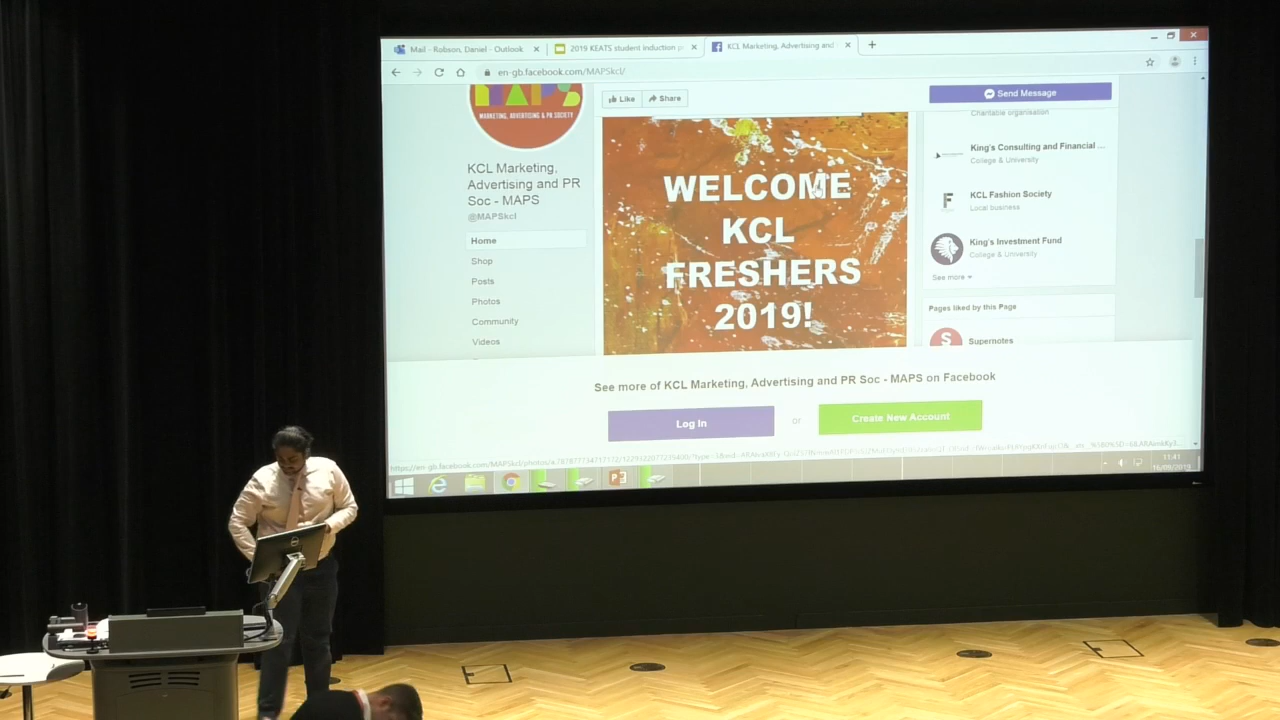 Mail - Robson, Daniel - Outlook
2019 KEATS student induction p
KCL Marketing, Advertising and
en-gb.facebook.com/MAPSkcl/
MAPS
MARKETING, ADVERTISING & PR SOCIETY
KCL Marketing,
Advertising and PR
Soc - MAPS
@MAPSkcl
Home
Shop
Posts
Photos
Community
Videos
Like
Share
WELCOME
KCL
FRESHERS
2019!
Send Message
Charitable organisation
King's Consulting and Financial ...
College & University
F
KCL Fashion Society
Local business
King's Investment Fund
College & University
See more
Pages liked by this Page
S
Supernotes
See more of KCL Marketing, Advertising and PR Soc - MAPS on Facebook
Log In
or
Create New Account
11:41
16/09/2019